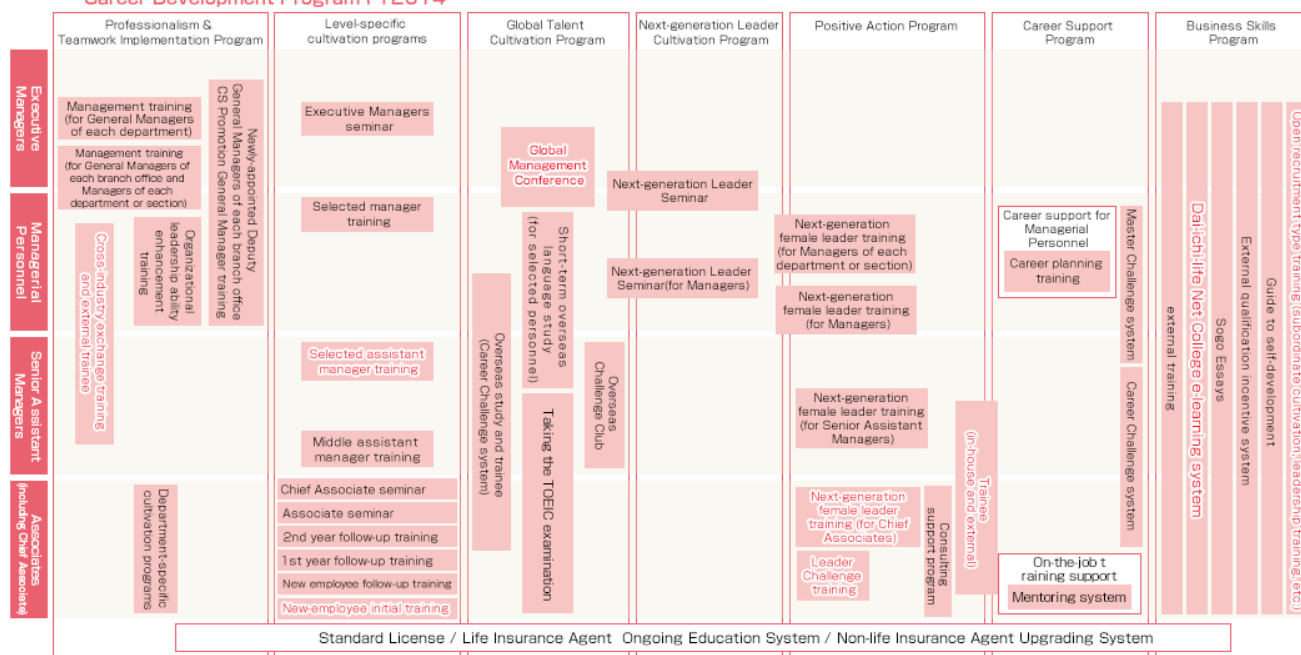 Career Development Program FY2014
Professionalism &
Teamwork Implementation Program
Level-specific
cultivation programs
Global Talent
Cultivation Program
Next-generation Leader
Cultivation Program
Positive Action Program
Career Support
Program
Business Skills
Program
Executive
Managers
Managerial
Personnel
Senior Assistant
Managers
Associates
(including Chief Associate)
Management training
(for General Managers
of each department)
Management training
(for General Managers of
each branch office and
Managers of each
department or section)
Newly-appointed Deputy
General Managers of each branch office
CS Promotion General Manager training
Organizational
leadership ability
enhancement
training
Cross-industry exchange training
and external trainee
Department-specific
cultivation programs
Executive Managers
seminar
Selected manager
training
Selected assistant
manager training
Middle assistant
manager training
Chief Associate seminar
Associate seminar
2nd year follow-up training
1st year follow-up training
New employee follow-up training
New-employee initial training
Global
Management
Conference
Short-term overseas
language study
(for selected personnel)
Overseas study and trainee
(Career Challenge system)
Overseas
Challenge Club
Taking the TOEIC examination
Next-generation Leader
Seminar
Next-generation Leader
Seminar(for Managers)
Next-generation
female leader training
(for Managers of each
department or section)
Next-generation
female leader training
(for Managers)
Next-generation
female leader training
(for Senior Assistant
Managers)
Next-generation
female leader
training (for Chief
Associates)
Leader
Challenge
training
Consulting
support program
Trainee
(in-house and external)
Career support for
Managerial
Personnel
Career planning
training
Master Challenge system
Career Challenge system
On-the-job t
raining support
Mentoring system
external training
Dai-ichi-life Net College e-learning system
Sogo Essays
External qualification incentive system
Guide to self-development
Open recruitment type training (subordinate cultivation, leadership training, etc.)
Standard License / Life Insurance Agent Ongoing Education System / Non-life Insurance Agent Upgrading System